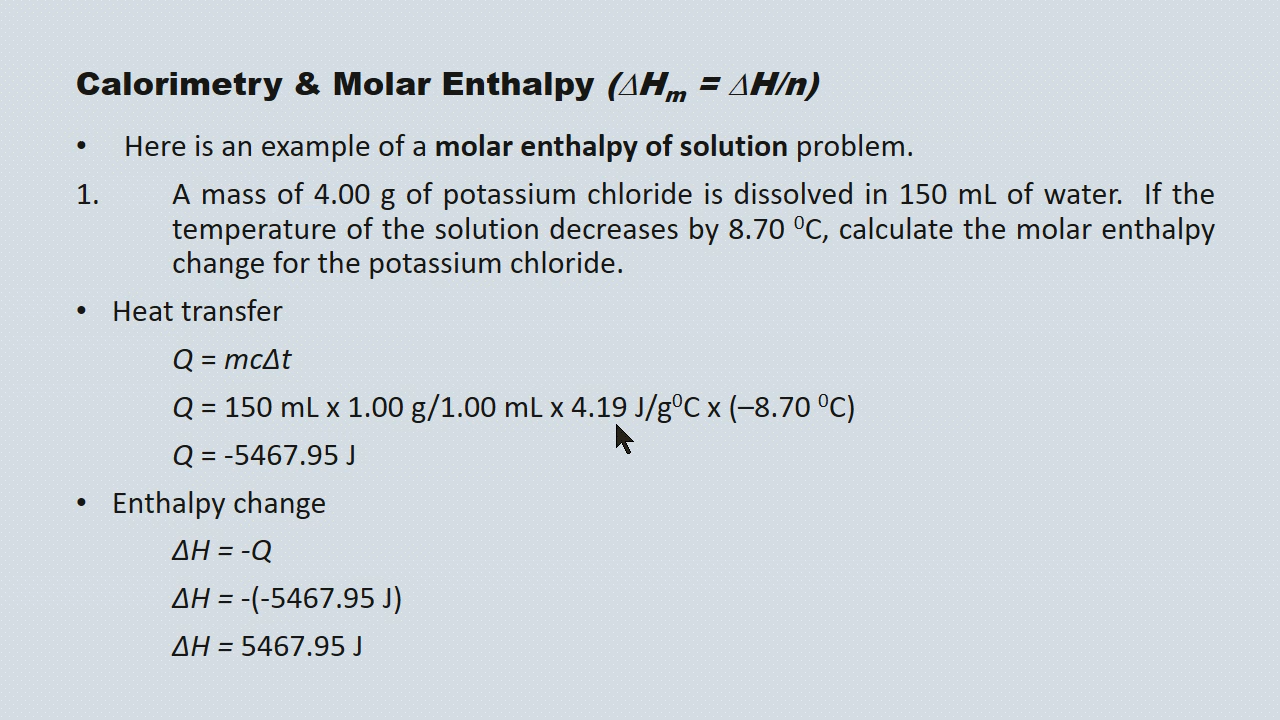 Calorimetry & Molar Enthalpy (ΔHₘ = ΔH/n)
• Here is an example of a molar enthalpy of solution problem.
1. A mass of 4.00 g of potassium chloride is dissolved in 150 mL of water. If the
temperature of the solution decreases by 8.70 ⁰C, calculate the molar enthalpy
change for the potassium chloride.
• Heat transfer
Q = mcΔt
Q = 150 mL x 1.00 g/1.00 mL x 4.19 J/g⁰C x (–8.70 ⁰C)
Q = -5467.95 J
• Enthalpy change
ΔH = -Q
ΔH = -(-5467.95 J)
ΔH = 5467.95 J